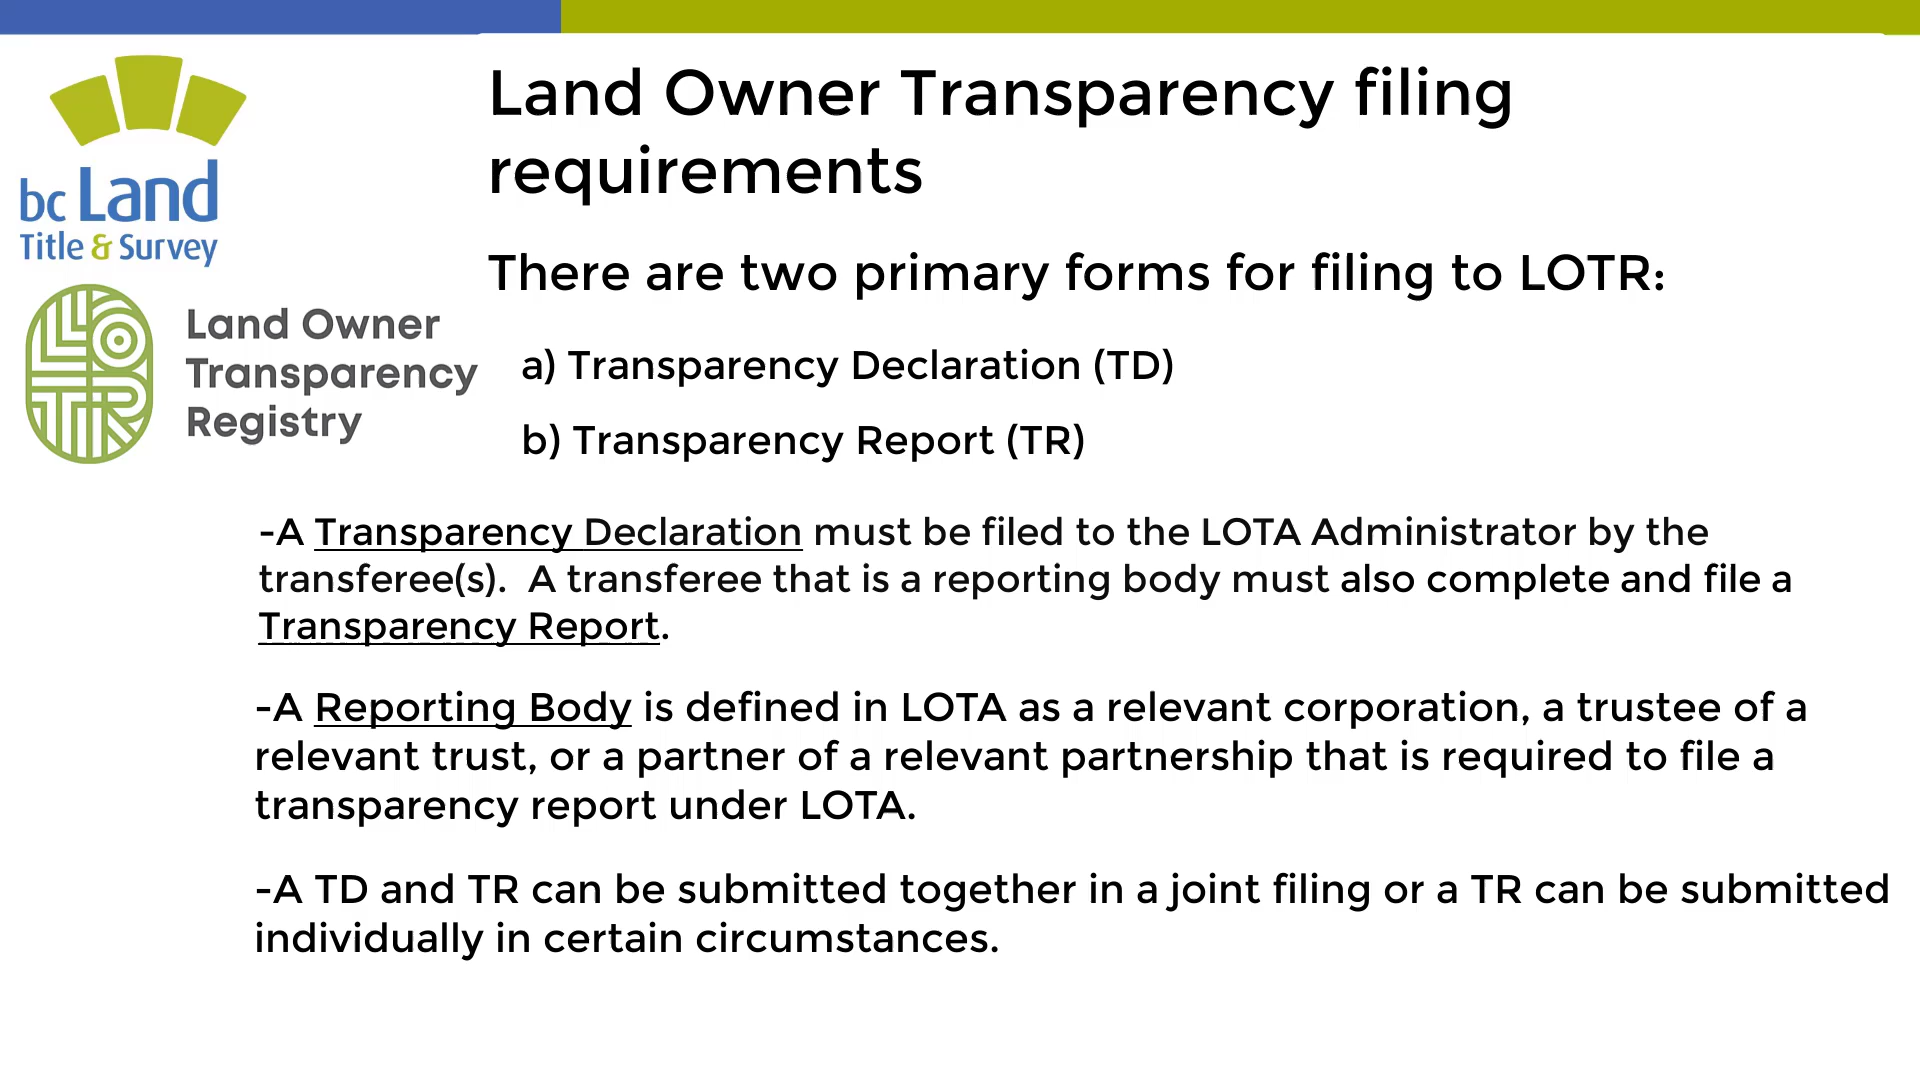 bc Land
Title & Survey
Land Owner
Transparency
Registry
Land Owner Transparency filing
requirements
There are two primary forms for filing to LOTR:
a) Transparency Declaration (TD)
b) Transparency Report (TR)
-A Transparency Declaration must be filed to the LOTA Administrator by the
transferee(s).  A transferee that is a reporting body must also complete and file a
Transparency Report.
-A Reporting Body is defined in LOTA as a relevant corporation, a trustee of a
relevant trust, or a partner of a relevant partnership that is required to file a
transparency report under LOTA.
-A TD and TR can be submitted together in a joint filing or a TR can be submitted
individually in certain circumstances.